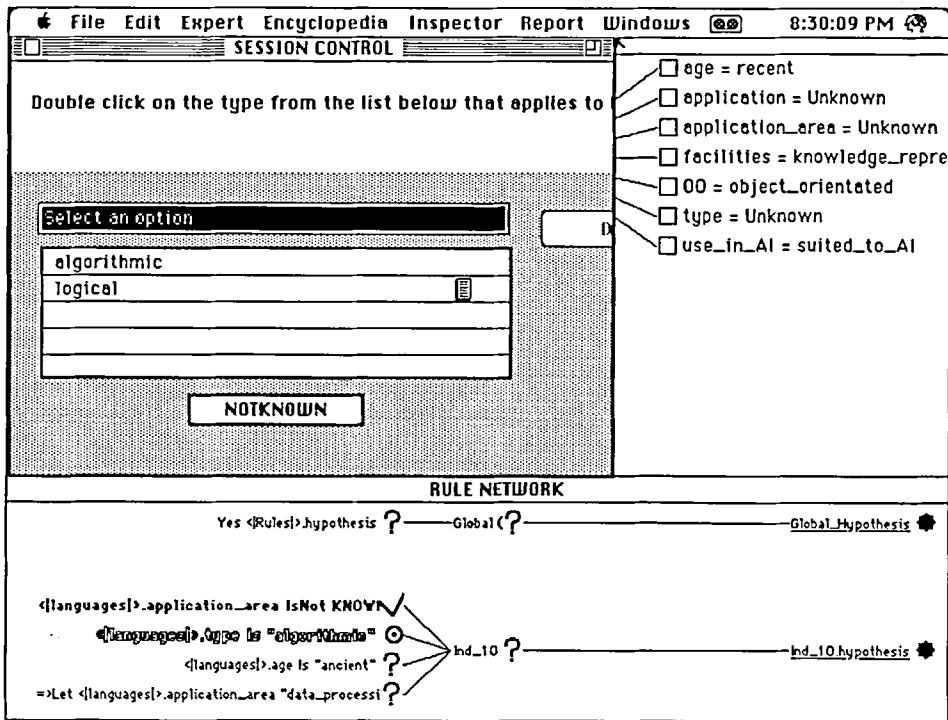 File Edit Expert Encyclopedia Inspector Report Windows 8:30:09 PM
SESSION CONTROL
Double click on the type from the list below that applies to
age = recent
application = Unknown
application_area = Unknown
facilities = knowledge_repre
OO = object_orientated
type = Unknown
use_in_AI = suited_to_AI
Select an option
D
algorithmic
logical
NOTKNOWN
RULE NETWORK
Yes <|Rules|>.hypothesis ? Global ( ? Global_Hypothesis
<|languages|>.application_area IsNot KNOW
<|languages|>.type Is "algorithmic"
Ind_10 ? Ind_10.hypothesis
<|languages|>.age Is "ancient" ?
=>Let <|languages|>.application_area "data_processi ?